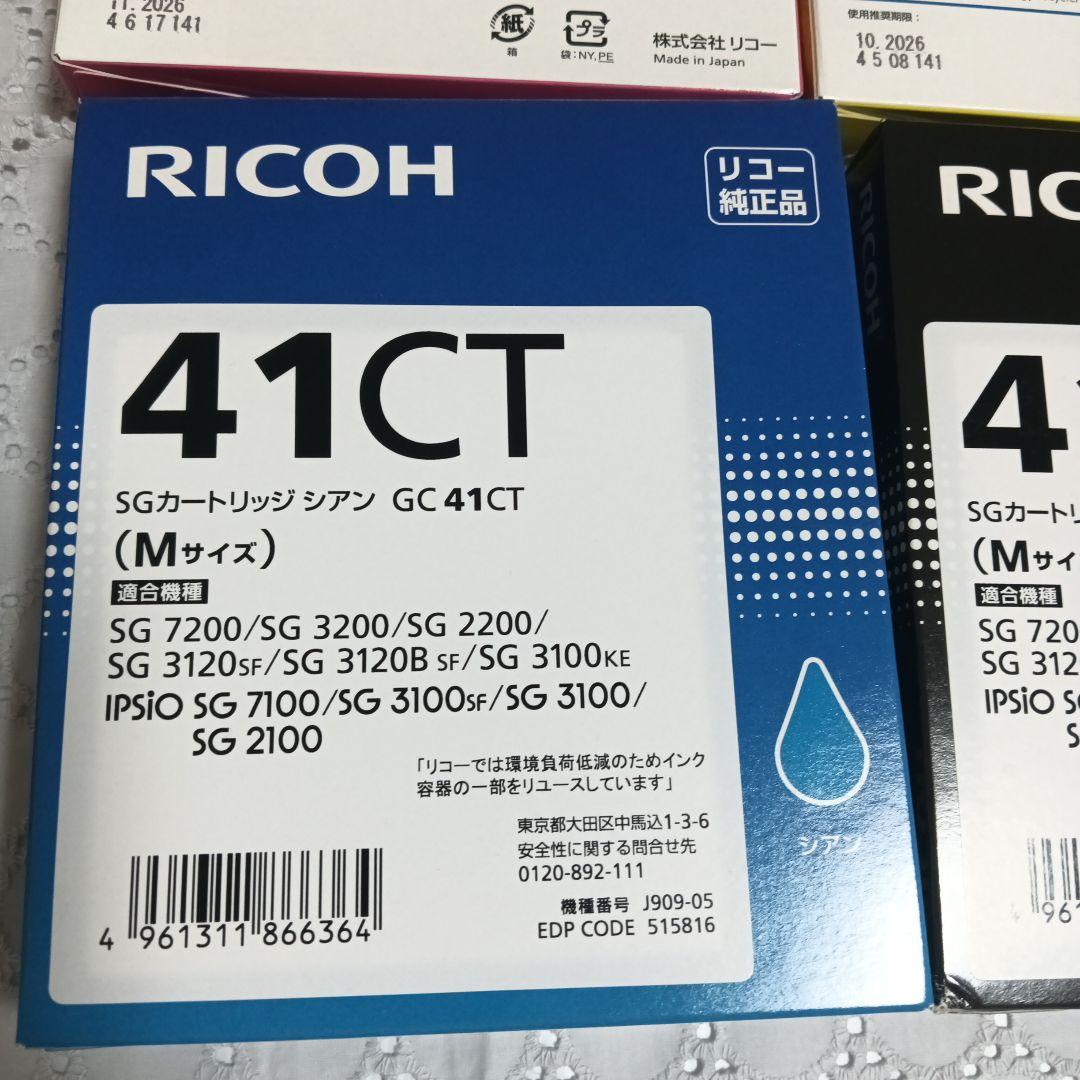 11. 2026
4 6 17 141
紙
箱
プラ
袋:NY,PE
株式会社 リコー
Made in Japan
使用推奨期限:
10. 2026
4 5 08 141
RICOH
リコー
純正品
41CT
SGカートリッジ シアン GC 41CT
(Mサイズ)
適合機種
SG 7200/SG 3200/SG 2200/
SG 3120SF/SG 3120B SF/SG 3100KE
IPSiO SG 7100/SG 3100SF/SG 3100/
SG 2100
「リコーでは環境負荷低減のためインク
容器の一部をリユースしています」
東京都大田区中馬込1-3-6
安全性に関する問合せ先
0120-892-111
機種番号 J909-05
EDP CODE 515816
4 961311 866364
シアン
RICOH
RIC
41
SGカートリ
(Mサイ
適合機種
SG 720
SG 312
IPSiO S
S
4 961